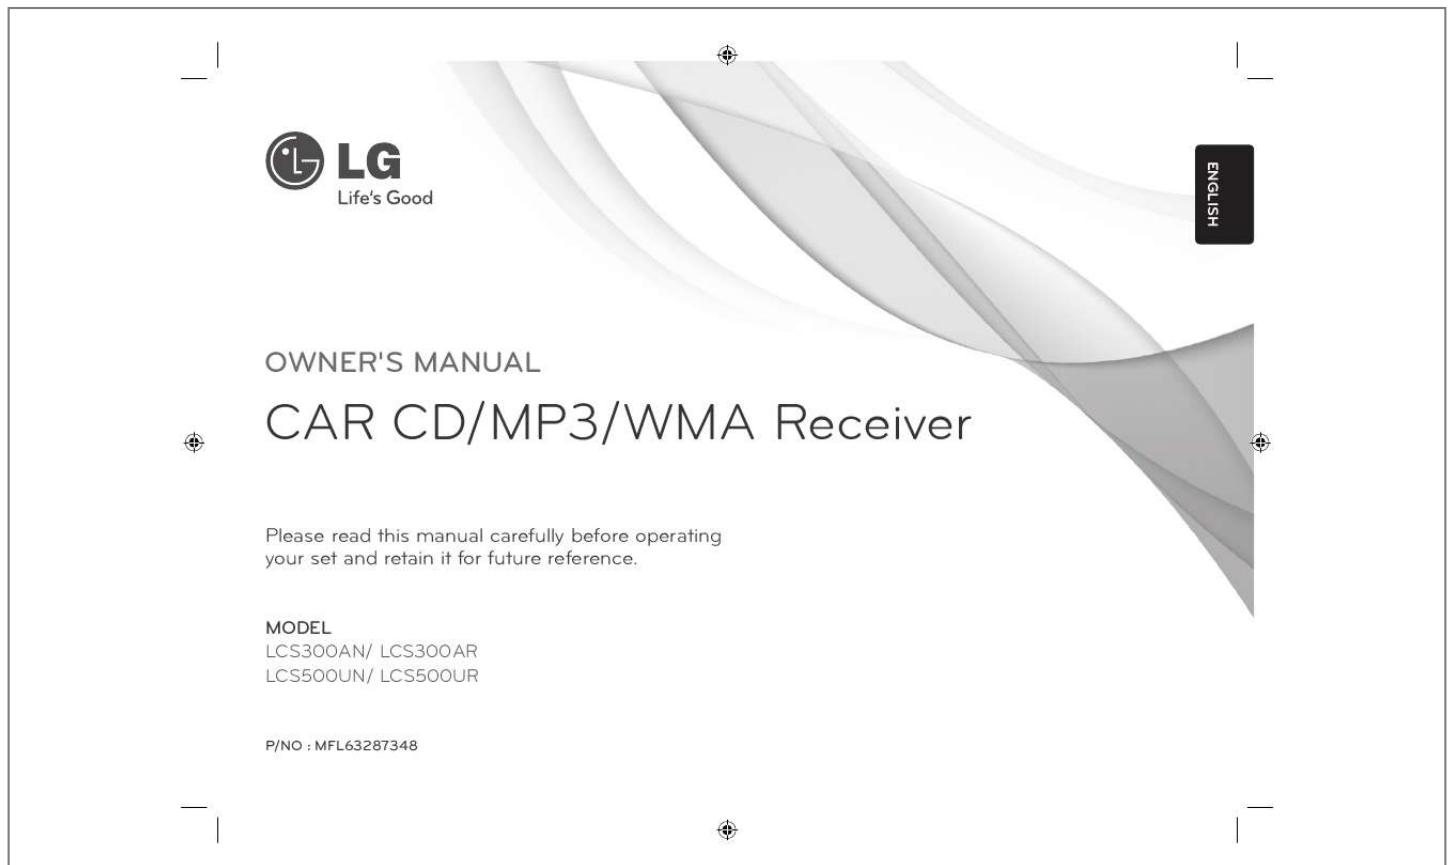 LG
Life's Good
ENGLISH
OWNER'S MANUAL
CAR CD/MP3/WMA Receiver
Please read this manual carefully before operating
your set and retain it for future reference.
MODEL
LCS300AN/ LCS300AR
LCS500UN/ LCS500UR
P/NO : MFL63287348